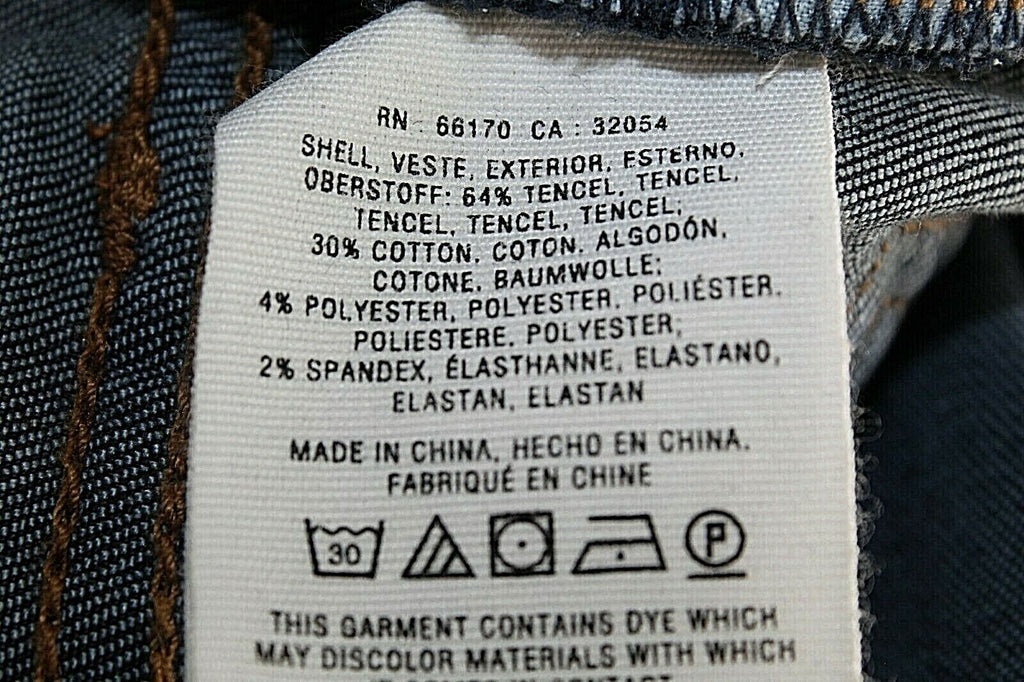 RN : 66170 CA : 32054
SHELL, VESTE, EXTERIOR, ESTERNO,
OBERSTOFF: 64% TENCEL, TENCEL,
TENCEL, TENCEL, TENCEL;
30% COTTON, COTON, ALGODÓN,
COTONE, BAUMWOLLE;
4% POLYESTER, POLYESTER, POLIÉSTER,
POLIESTERE, POLYESTER;
2% SPANDEX, ÉLASTHANNE, ELASTANO,
ELASTAN, ELASTAN
MADE IN CHINA, HECHO EN CHINA,
FABRIQUÉ EN CHINE
30 P
THIS GARMENT CONTAINS DYE WHICH
MAY DISCOLOR MATERIALS WITH WHICH